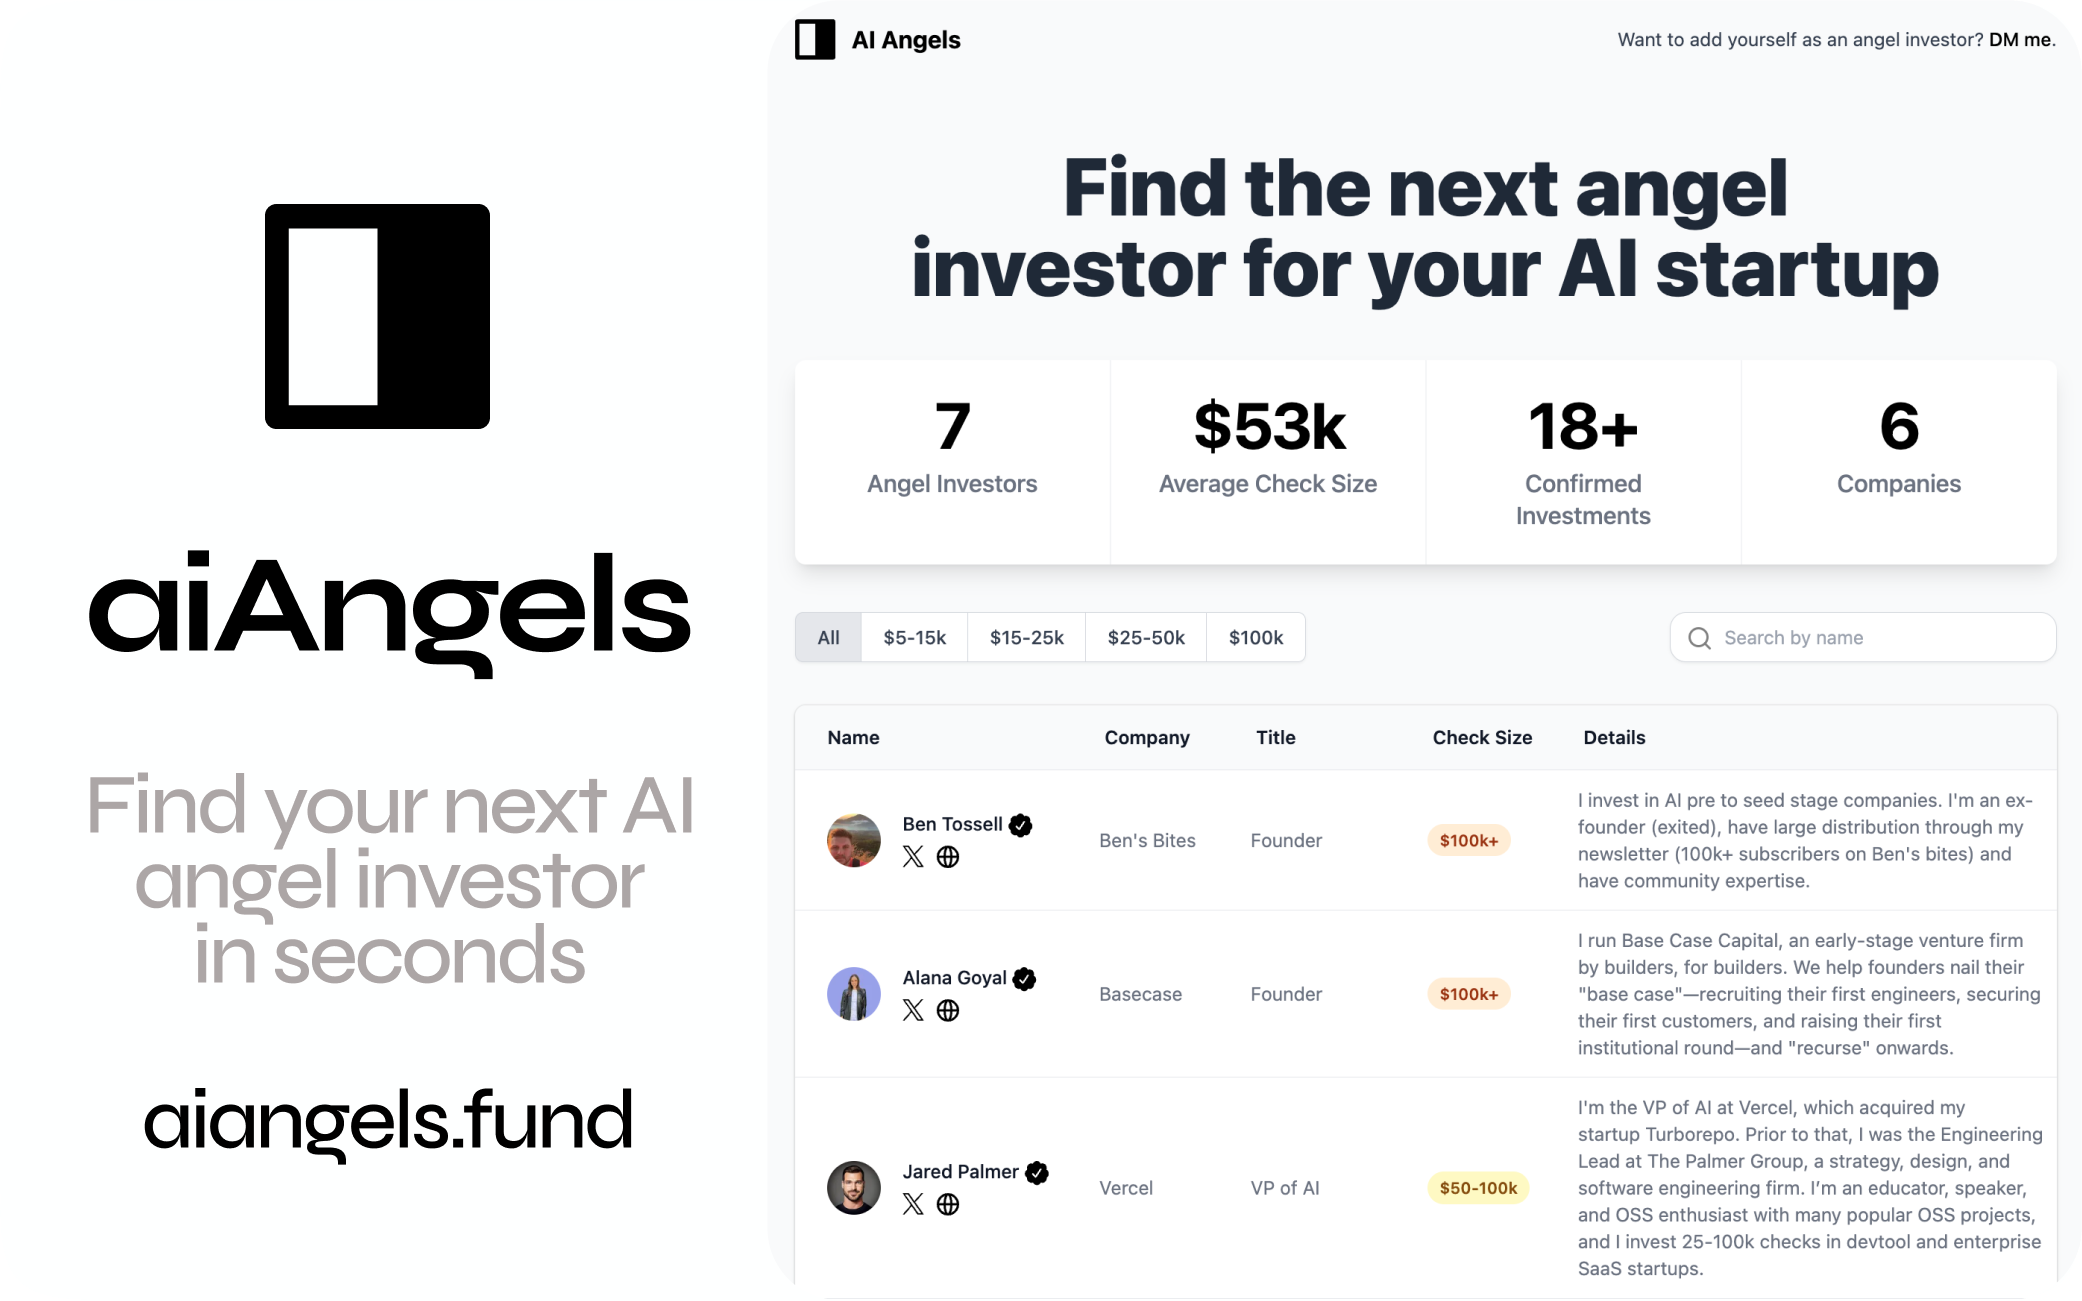 aiAngels
Find your next AI
angel investor
in seconds
aiangels.fund
AI Angels
Want to add yourself as an angel investor? DM me.
Find the next angel
investor for your AI startup
7
Angel Investors
$53k
Average Check Size
18+
Confirmed
Investments
6
Companies
All
$5-15k
$15-25k
$25-50k
$100k
Search by name
Name
Company
Title
Check Size
Details
Ben Tossell
Ben's Bites
Founder
$100k+
I invest in AI pre to seed stage companies. I'm an ex-
founder (exited), have large distribution through my
newsletter (100k+ subscribers on Ben's bites) and
have community expertise.
Alana Goyal
Basecase
Founder
$100k+
I run Base Case Capital, an early-stage venture firm
by builders, for builders. We help founders nail their
"base case"—recruiting their first engineers, securing
their first customers, and raising their first
institutional round—and "recurse" onwards.
Jared Palmer
Vercel
VP of AI
$50-100k
I'm the VP of AI at Vercel, which acquired my
startup Turborepo. Prior to that, I was the Engineering
Lead at The Palmer Group, a strategy, design, and
software engineering firm. I’m an educator, speaker,
and OSS enthusiast with many popular OSS projects,
and I invest 25-100k checks in devtool and enterprise
SaaS startups.